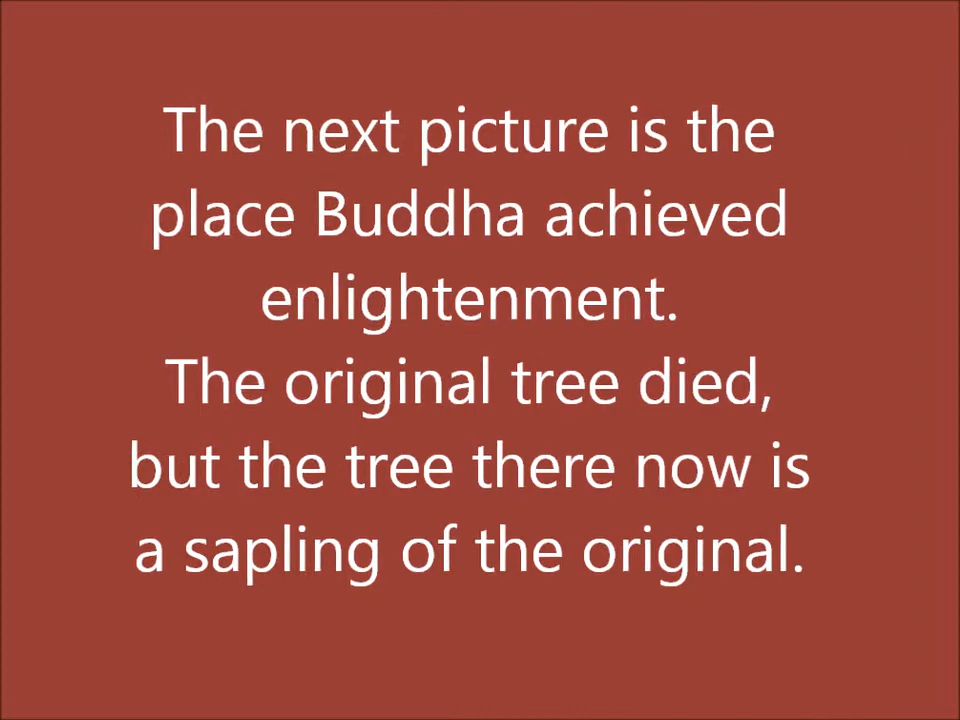 The next picture is the
place Buddha achieved
enlightenment.
The original tree died,
but the tree there now is
a sapling of the original.